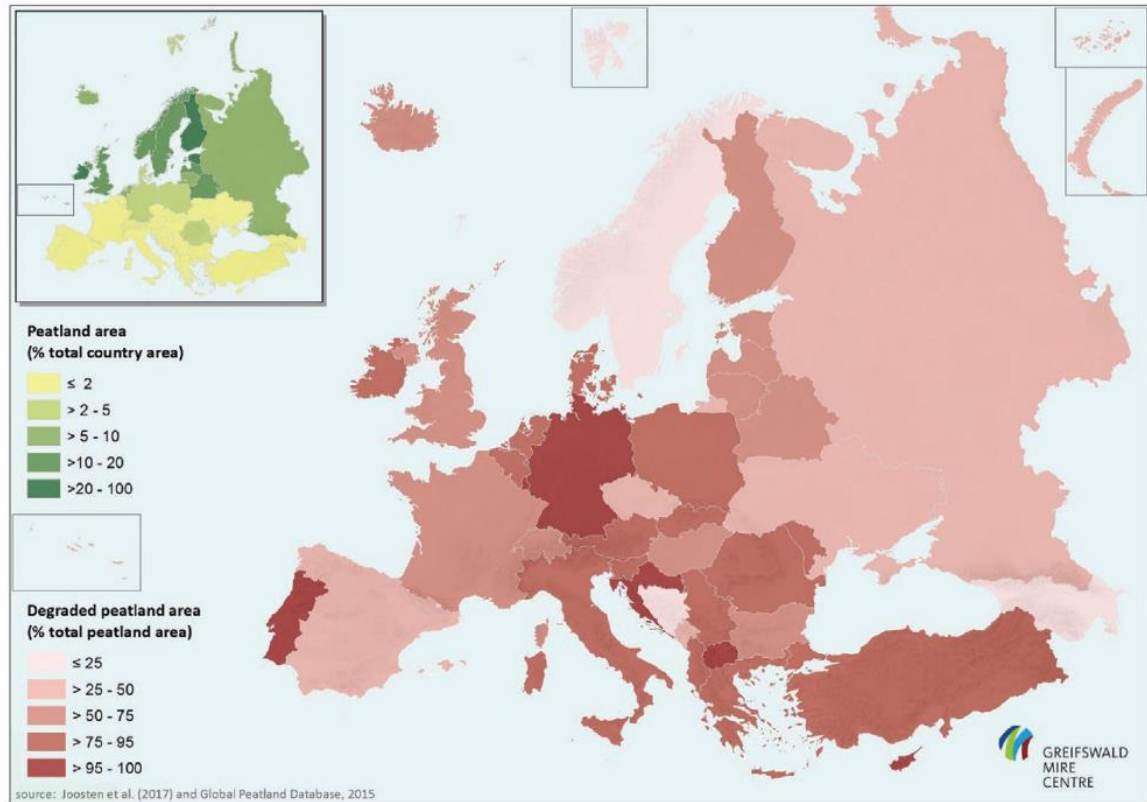 Peatland area
(% total country area)
≤ 2
> 2 - 5
> 5 - 10
>10 - 20
>20 - 100
Degraded peatland area
(% total peatland area)
≤ 25
> 25 - 50
> 50 - 75
> 75 - 95
> 95 - 100
GREIFSWALD
MIRE
CENTRE
source: Joosten et al. (2017) and Global Peatland Database, 2015